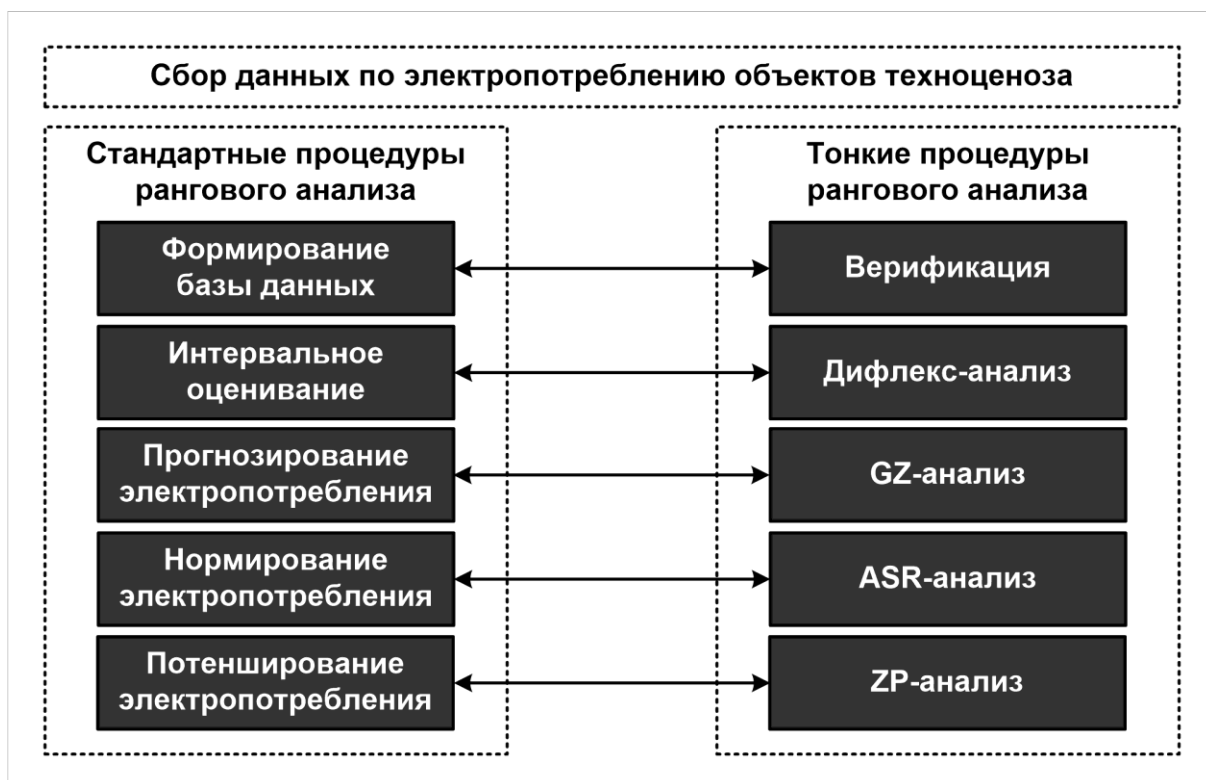 Сбор данных по электропотреблению объектов техноценоза
Стандартные процедуры
рангового анализа
Формирование
базы данных
Интервальное
оценивание
Прогнозирование
электропотребления
Нормирование
электропотребления
Потенширование
электропотребления
Тонкие процедуры
рангового анализа
Верификация
Дифлекс-анализ
GZ-анализ
ASR-анализ
ZP-анализ